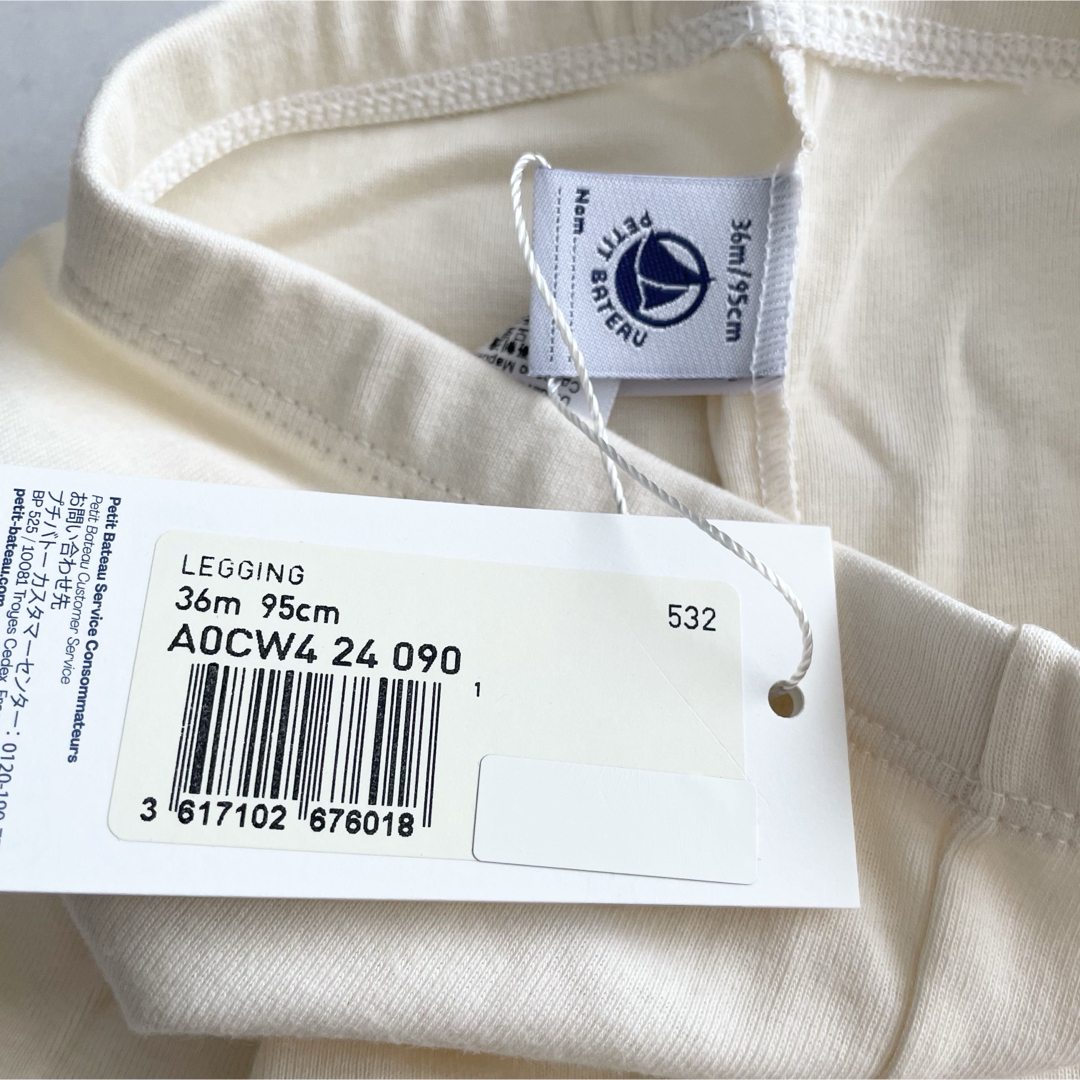 Nom
PETIT BATEAU
36m/95cm
Petit Bateau Service Consommateurs
Petit Bateau Customer Service
お問い合わせ先
プチバトー カスタマーセンター : 0120-190-
BP 525 / 10081 Troyes Cedex
petit-bateau.com
LEGGING
36m 95cm
532
A0CW4 24 090
1
3 617102 676018